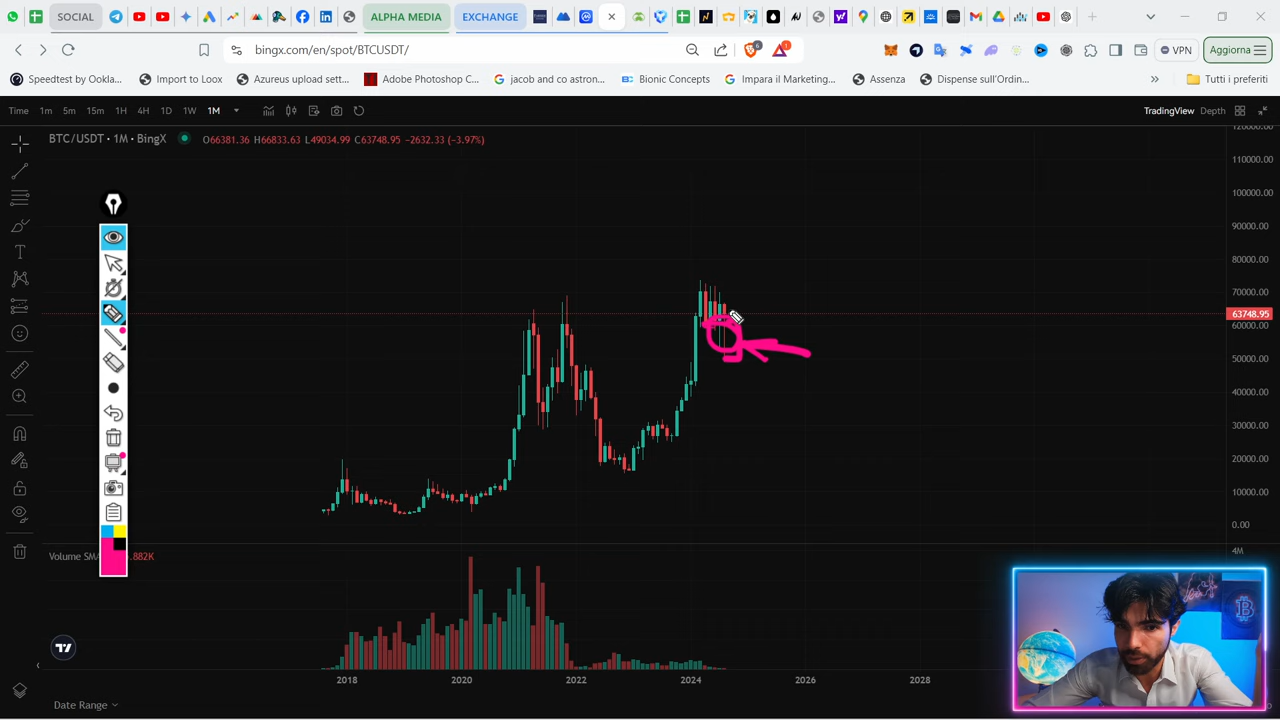 SOCIAL
ALPHA MEDIA
EXCHANGE
bingx.com/en/spot/BTCUSDT/
6
1
VPN
Aggiorna
Speedtest by Ookla...
Import to Loox
Azureus upload sett...
Adobe Photoshop C...
jacob and co astron...
Bionic Concepts
Impara il Marketing...
Assenza
Dispense sull'Ordin...
Tutti i preferiti
Time 1m 5m 15m 1H 4H 1D 1W 1M
TradingView Depth
BTC/USDT · 1M · BingX
O66381.36 H66833.63 L49034.99 C63748.95 −2632.33 (−3.97%)
120000.00
110000.00
100000.00
90000.00
80000.00
70000.00
63748.95
60000.00
50000.00
40000.00
30000.00
20000.00
10000.00
0.00
4M
Volume SMA
.882K
2018 2020 2022 2024 2026 2028
Date Range